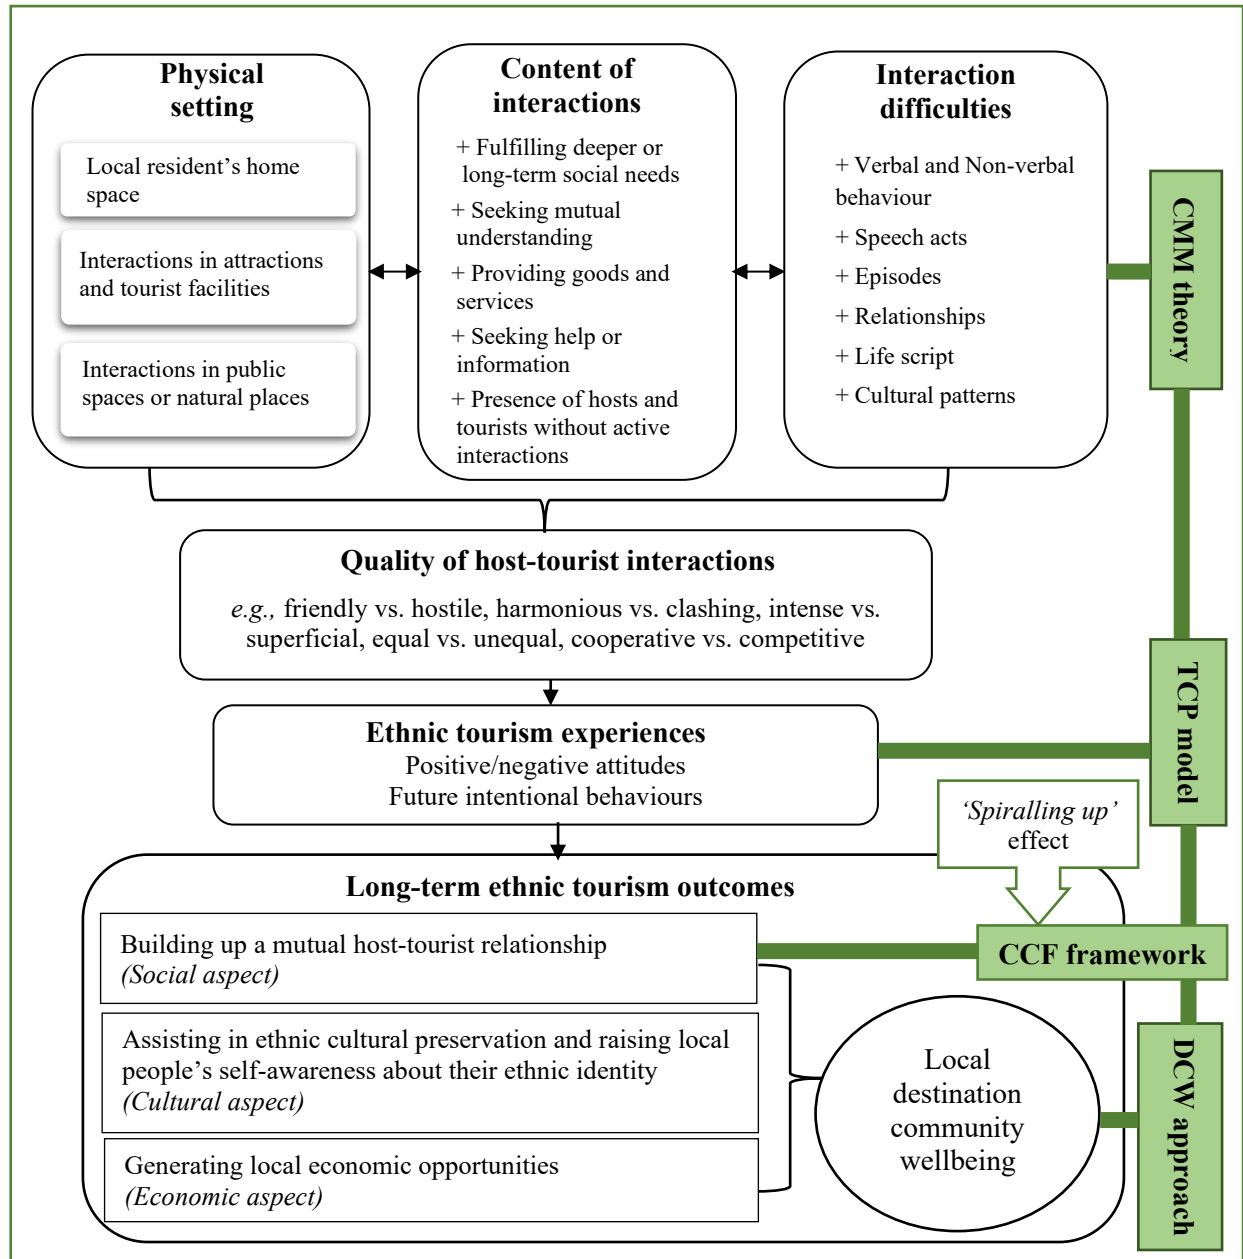 Physical
setting
Local resident’s home
space
Interactions in attractions
and tourist facilities
Interactions in public
spaces or natural places
Content of
interactions
+ Fulfilling deeper or
long-term social needs
+ Seeking mutual
understanding
+ Providing goods and
services
+ Seeking help or
information
+ Presence of hosts and
tourists without active
interactions
Interaction
difficulties
+ Verbal and Non-verbal
behaviour
+ Speech acts
+ Episodes
+ Relationships
+ Life script
+ Cultural patterns
CMM theory
Quality of host-tourist interactions
e.g., friendly vs. hostile, harmonious vs. clashing, intense vs.
superficial, equal vs. unequal, cooperative vs. competitive
Ethnic tourism experiences
Positive/negative attitudes
Future intentional behaviours
TCP model
‘Spiralling up’
effect
Long-term ethnic tourism outcomes
Building up a mutual host-tourist relationship
(Social aspect)
CCF framework
Assisting in ethnic cultural preservation and raising local
people’s self-awareness about their ethnic identity
(Cultural aspect)
Generating local economic opportunities
(Economic aspect)
Local
destination
community
wellbeing
DCW approach